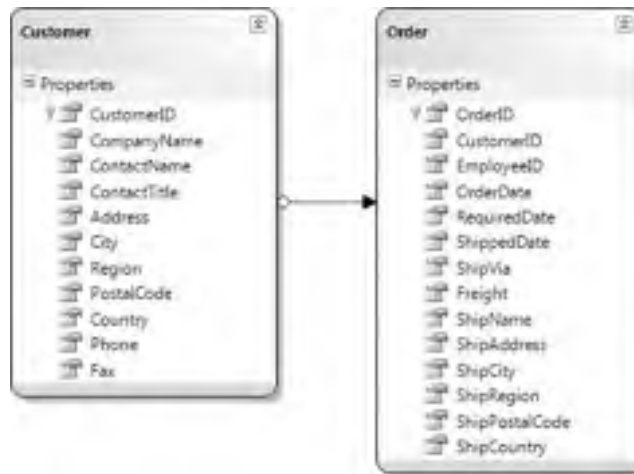 Customer
Properties
CustomerID
CompanyName
ContactName
ContactTitle
Address
City
Region
PostalCode
Country
Phone
Fax
Order
Properties
OrderID
CustomerID
EmployeeID
OrderDate
RequiredDate
ShippedDate
ShipVia
Freight
ShipName
ShipAddress
ShipCity
ShipRegion
ShipPostalCode
ShipCountry